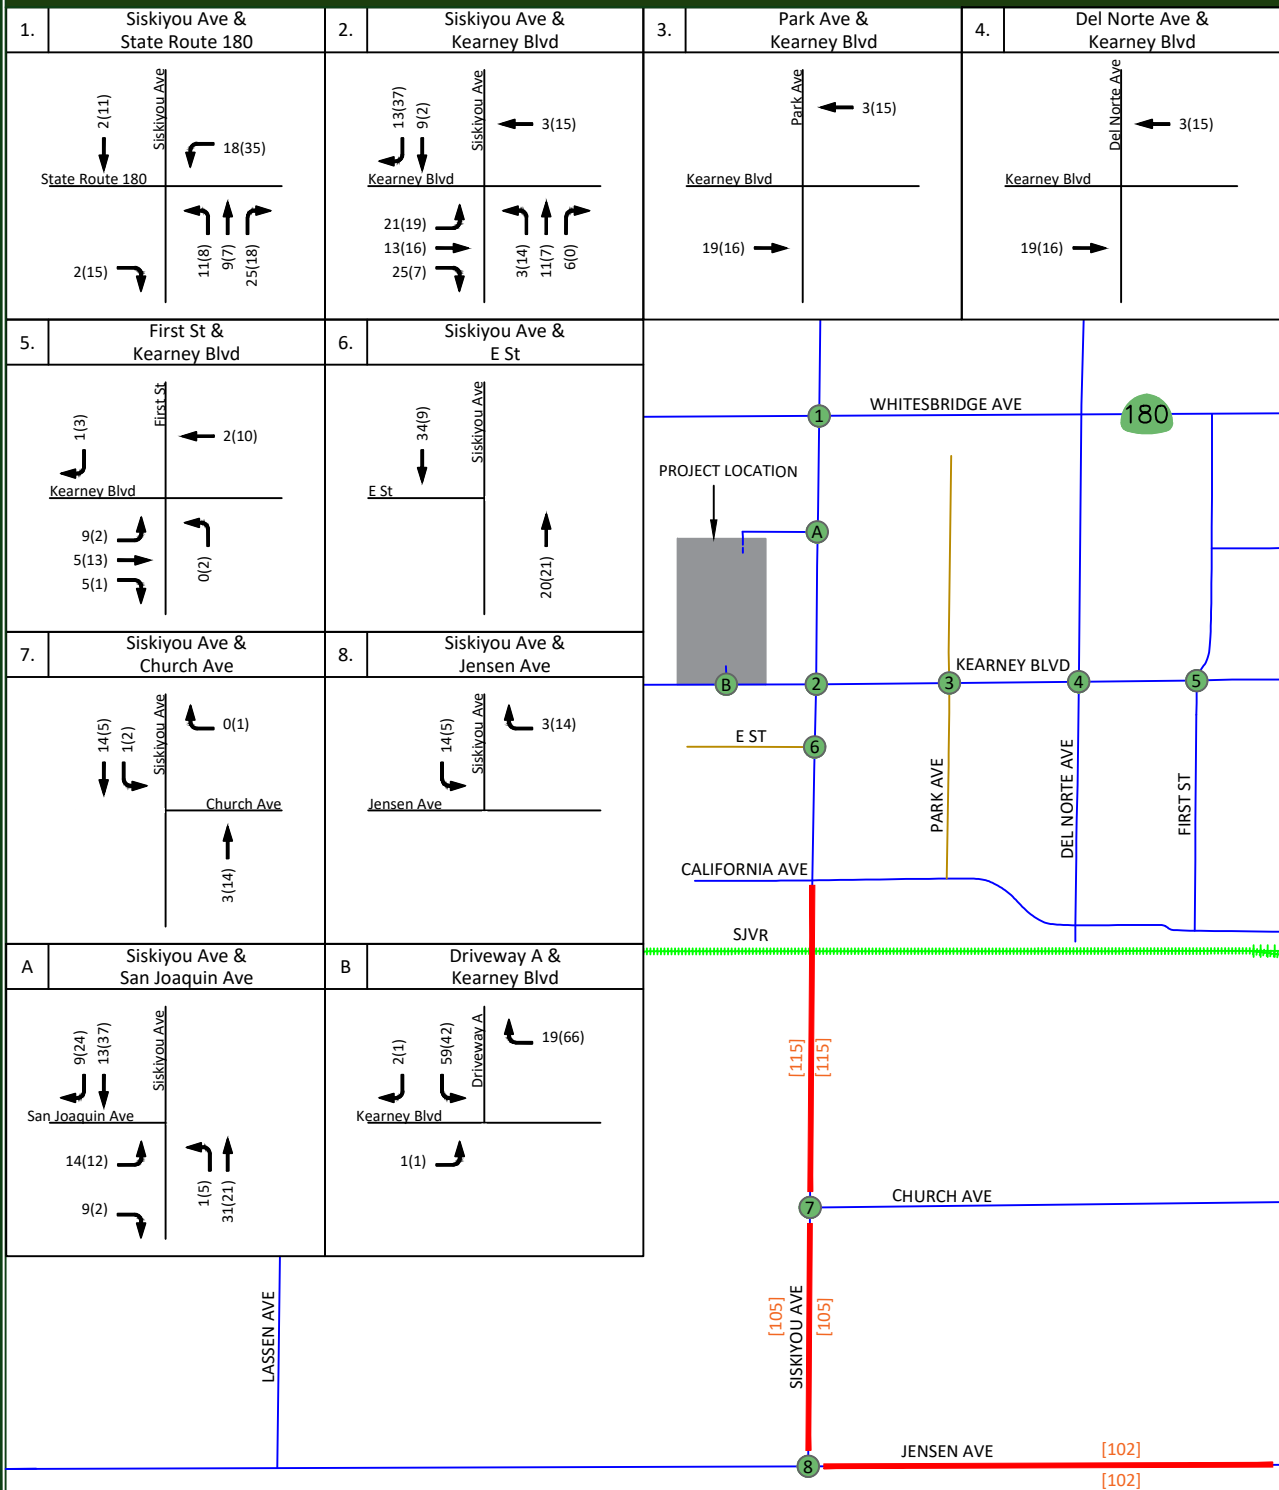 1.
Siskiyou Ave &
State Route 180
Siskiyou Ave
2(11)
18(35)
State Route 180
2(15)
11(8)
9(7)
25(18)
2.
Siskiyou Ave &
Kearney Blvd
Siskiyou Ave
13(37)
9(2)
3(15)
Kearney Blvd
21(19)
13(16)
25(7)
3(14)
11(7)
6(0)
3.
Park Ave &
Kearney Blvd
Park Ave
3(15)
Kearney Blvd
19(16)
4.
Del Norte Ave &
Kearney Blvd
Del Norte Ave
3(15)
Kearney Blvd
19(16)
5.
First St &
Kearney Blvd
First St
1(3)
2(10)
Kearney Blvd
9(2)
5(13)
5(1)
0(2)
6.
Siskiyou Ave &
E St
Siskiyou Ave
34(9)
E St
20(21)
7.
Siskiyou Ave &
Church Ave
Siskiyou Ave
14(5)
1(2)
0(1)
Church Ave
3(14)
8.
Siskiyou Ave &
Jensen Ave
Siskiyou Ave
14(5)
3(14)
Jensen Ave
A
Siskiyou Ave &
San Joaquin Ave
Siskiyou Ave
9(24)
13(37)
San Joaquin Ave
14(12)
9(2)
1(5)
31(21)
B
Driveway A &
Kearney Blvd
Driveway A
2(1)
59(42)
19(66)
Kearney Blvd
1(1)
WHITESBRIDGE AVE
180
1
PROJECT LOCATION
A
KEARNEY BLVD
B
2
3
4
5
E ST
6
PARK AVE
DEL NORTE AVE
FIRST ST
CALIFORNIA AVE
SJVR
[115]
[115]
7
CHURCH AVE
LASSEN AVE
SISKIYOU AVE
[105]
[105]
8
JENSEN AVE
[102]
[102]